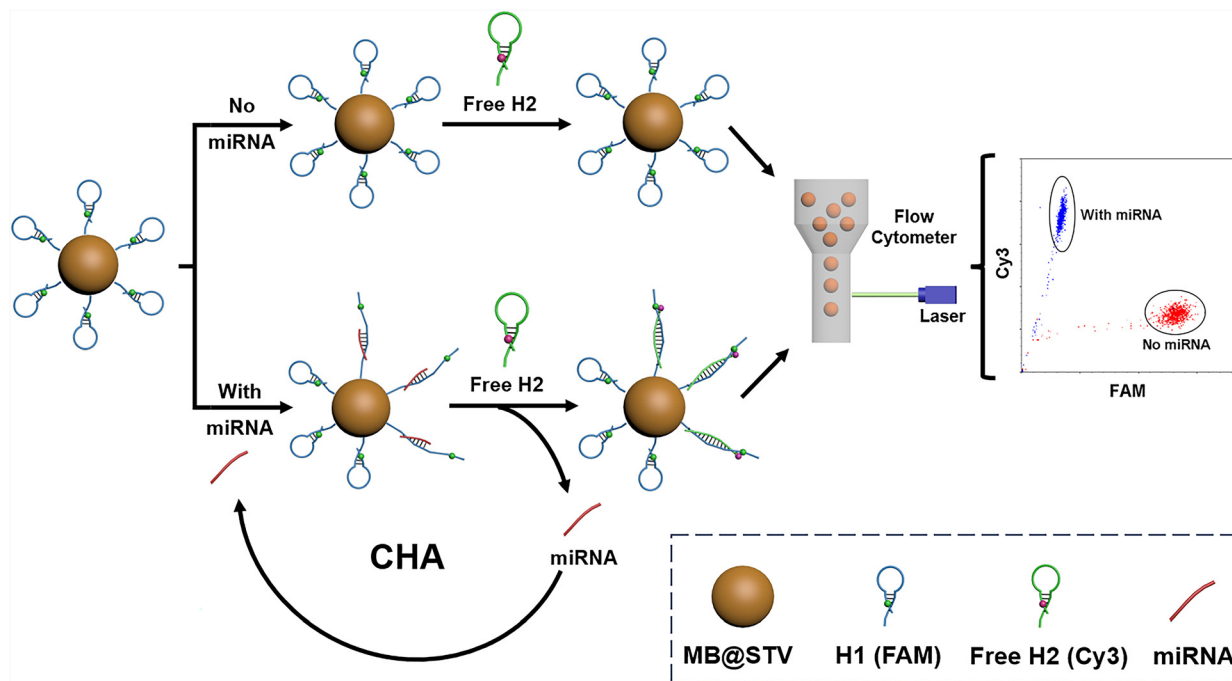 No
miRNA
Free H2
With
miRNA
Free H2
CHA
miRNA
Flow
Cytometer
Laser
Cy3
With miRNA
No miRNA
FAM
MB@STV
H1 (FAM)
Free H2 (Cy3)
miRNA